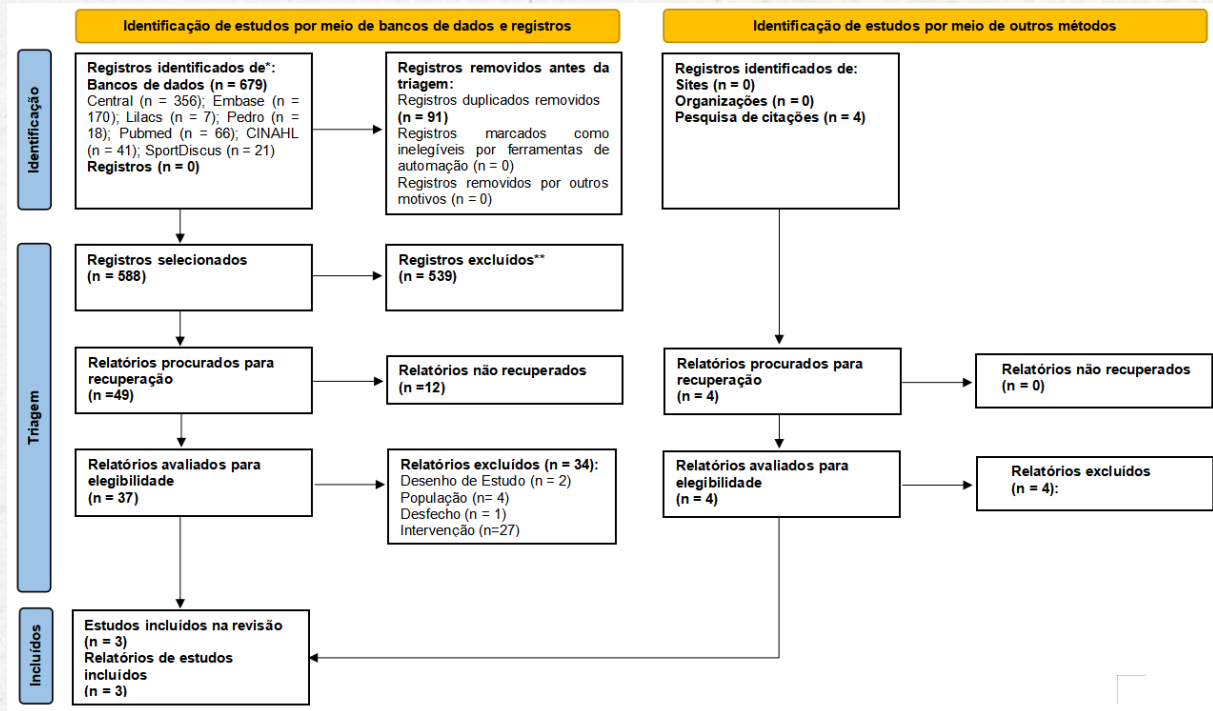 Identificação de estudos por meio de bancos de dados e registros
Identificação de estudos por meio de outros métodos
Identificação
Registros identificados de*:
Bancos de dados (n = 679)
Central (n = 356); Embase (n =
170); Lilacs (n = 7); Pedro (n =
18); Pubmed (n = 66); CINAHL
(n = 41); SportDiscus (n = 21)
Registros (n = 0)
Registros removidos antes da
triagem:
Registros duplicados removidos
(n = 91)
Registros marcados como
inelegíveis por ferramentas de
automação (n = 0)
Registros removidos por outros
motivos (n = 0)
Registros identificados de:
Sites (n = 0)
Organizações (n = 0)
Pesquisa de citações (n = 4)
Triagem
Registros selecionados
(n = 588)
Registros excluídos**
(n = 539)
Relatórios procurados para
recuperação
(n =49)
Relatórios não recuperados
(n =12)
Relatórios procurados para
recuperação
(n = 4)
Relatórios não recuperados
(n = 0)
Relatórios avaliados para
elegibilidade
(n = 37)
Relatórios excluídos (n = 34):
Desenho de Estudo (n = 2)
População (n= 4)
Desfecho (n = 1)
Intervenção (n=27)
Relatórios avaliados para
elegibilidade
(n = 4)
Relatórios excluídos
(n = 4):
Incluídos
Estudos incluídos na revisão
(n = 3)
Relatórios de estudos
incluídos
(n = 3)